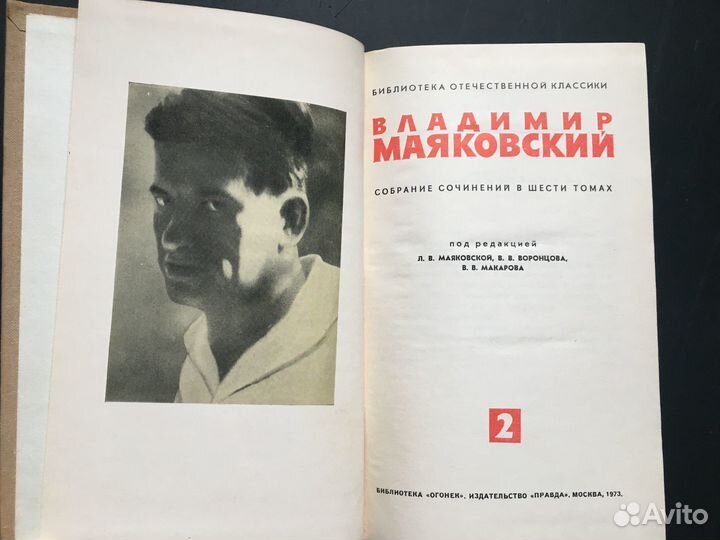 БИБЛИОТЕКА ОТЕЧЕСТВЕННОЙ КЛАССИКИ
ВЛАДИМИР
МАЯКОВСКИЙ
СОБРАНИЕ СОЧИНЕНИЙ В ШЕСТИ ТОМАХ
под редакцией
Л. В. МАЯКОВСКОЙ, В. В. ВОРОНЦОВА,
В. В. МАКАРОВА
2
БИБЛИОТЕКА «ОГОНЕК». ИЗДАТЕЛЬСТВО «ПРАВДА», МОСКВА, 1973.
Avito